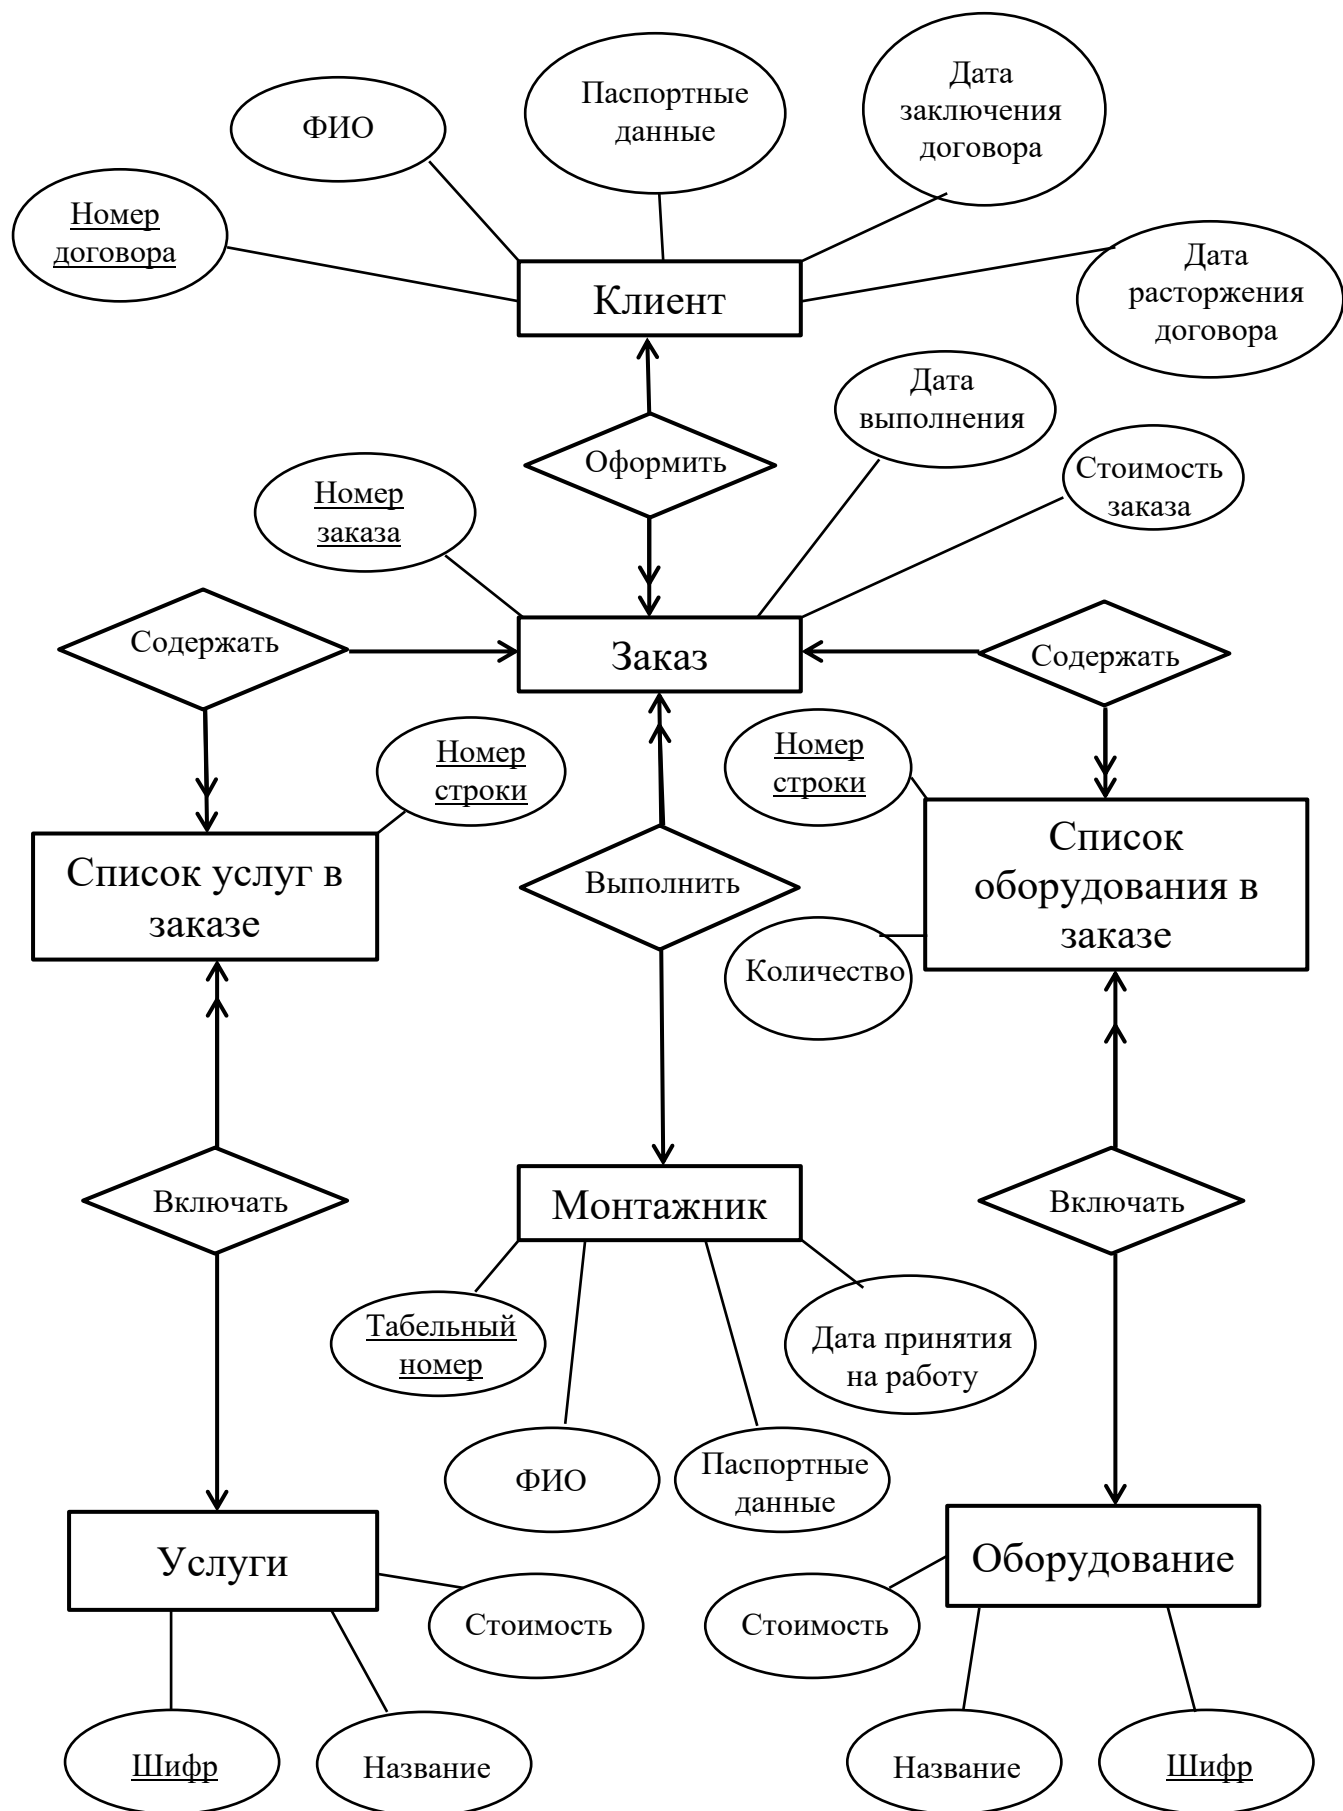 Дата
заключения
договора
Паспортные
данные
ФИО
Номер
договора
Дата
расторжения
договора
Клиент
Дата
выполнения
Оформить
Стоимость
заказа
Номер
заказа
Содержать
Заказ
Содержать
Номер
строки
Номер
строки
Список услуг в
заказе
Выполнить
Список
оборудования в
заказе
Количество
Включать
Монтажник
Включать
Табельный
номер
Дата принятия
на работу
ФИО
Паспортные
данные
Услуги
Оборудование
Стоимость
Стоимость
Шифр
Название
Название
Шифр